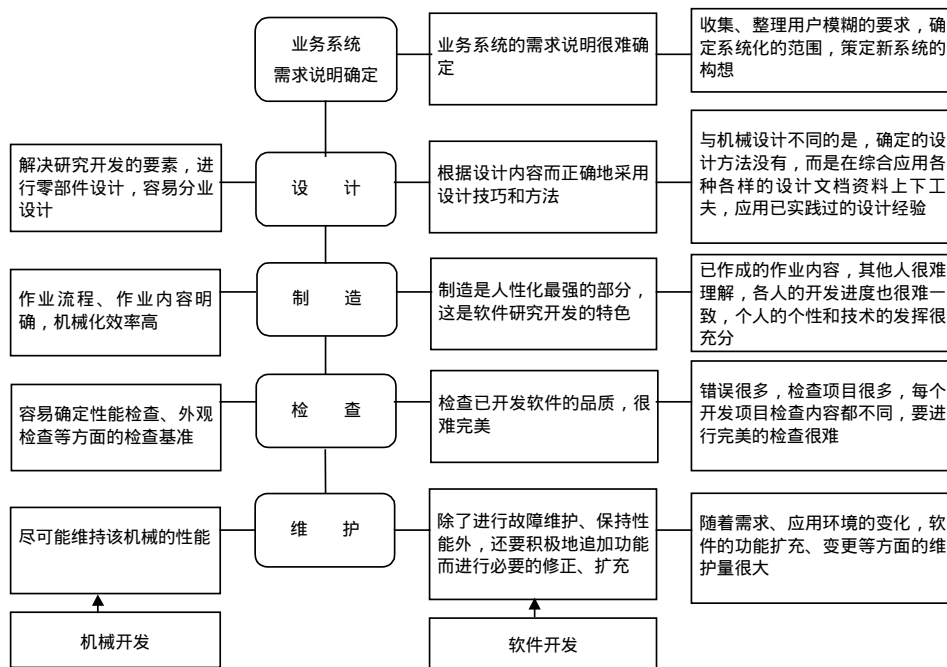 业务系统
需求说明确定
业务系统的需求说明很难确
定
收集、整理用户模糊的要求，确
定系统化的范围，策定新系统的
构想
解决研究开发的要素，进
行零部件设计，容易分业
设计
设 计
根据设计内容而正确地采用
设计技巧和方法
与机械设计不同的是，确定的设
计方法没有，而是在综合应用各
种各样的设计文档资料上下工
夫，应用已实践过的设计经验
作业流程、作业内容明
确，机械化效率高
制 造
制造是人性化最强的部分，
这是软件研究开发的特色
已作成的作业内容，其他人很难
理解，各人的开发进度也很难一
致，个人的个性和技术的发挥很
充分
容易确定性能检查、外观
检查等方面的检查基准
检 查
检查已开发软件的品质，很
难完美
错误很多，检查项目很多，每个
开发项目检查内容都不同，要进
行完美的检查很难
尽可能维持该机械的性能
维 护
除了进行故障维护、保持性
能外，还要积极地追加功能
而进行必要的修正、扩充
随着需求、应用环境的变化，软
件的功能扩充、变更等方面的维
护量很大
机械开发
软件开发